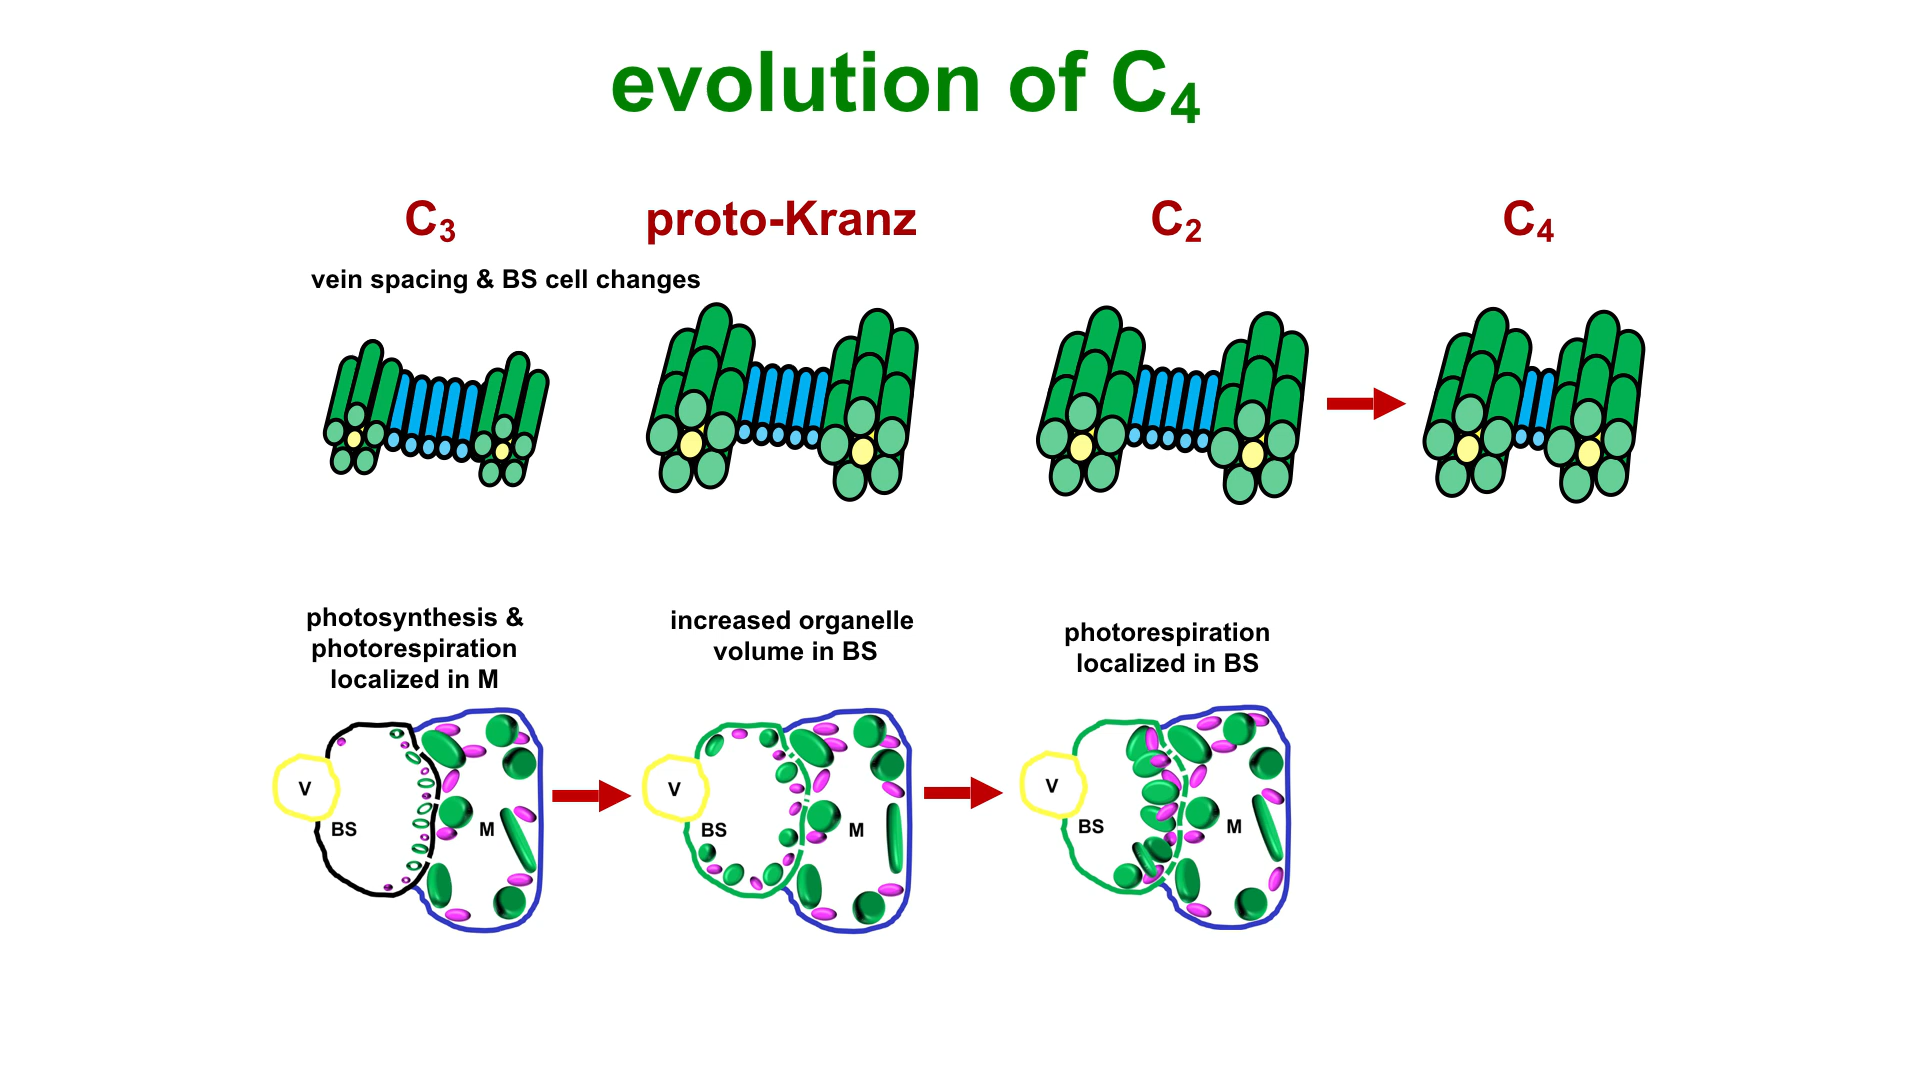 evolution of C₄
C₃
proto-Kranz
C₂
C₄
vein spacing & BS cell changes
photosynthesis &
photorespiration
localized in M
increased organelle
volume in BS
photorespiration
localized in BS
V
BS
M
V
BS
M
V
BS
M